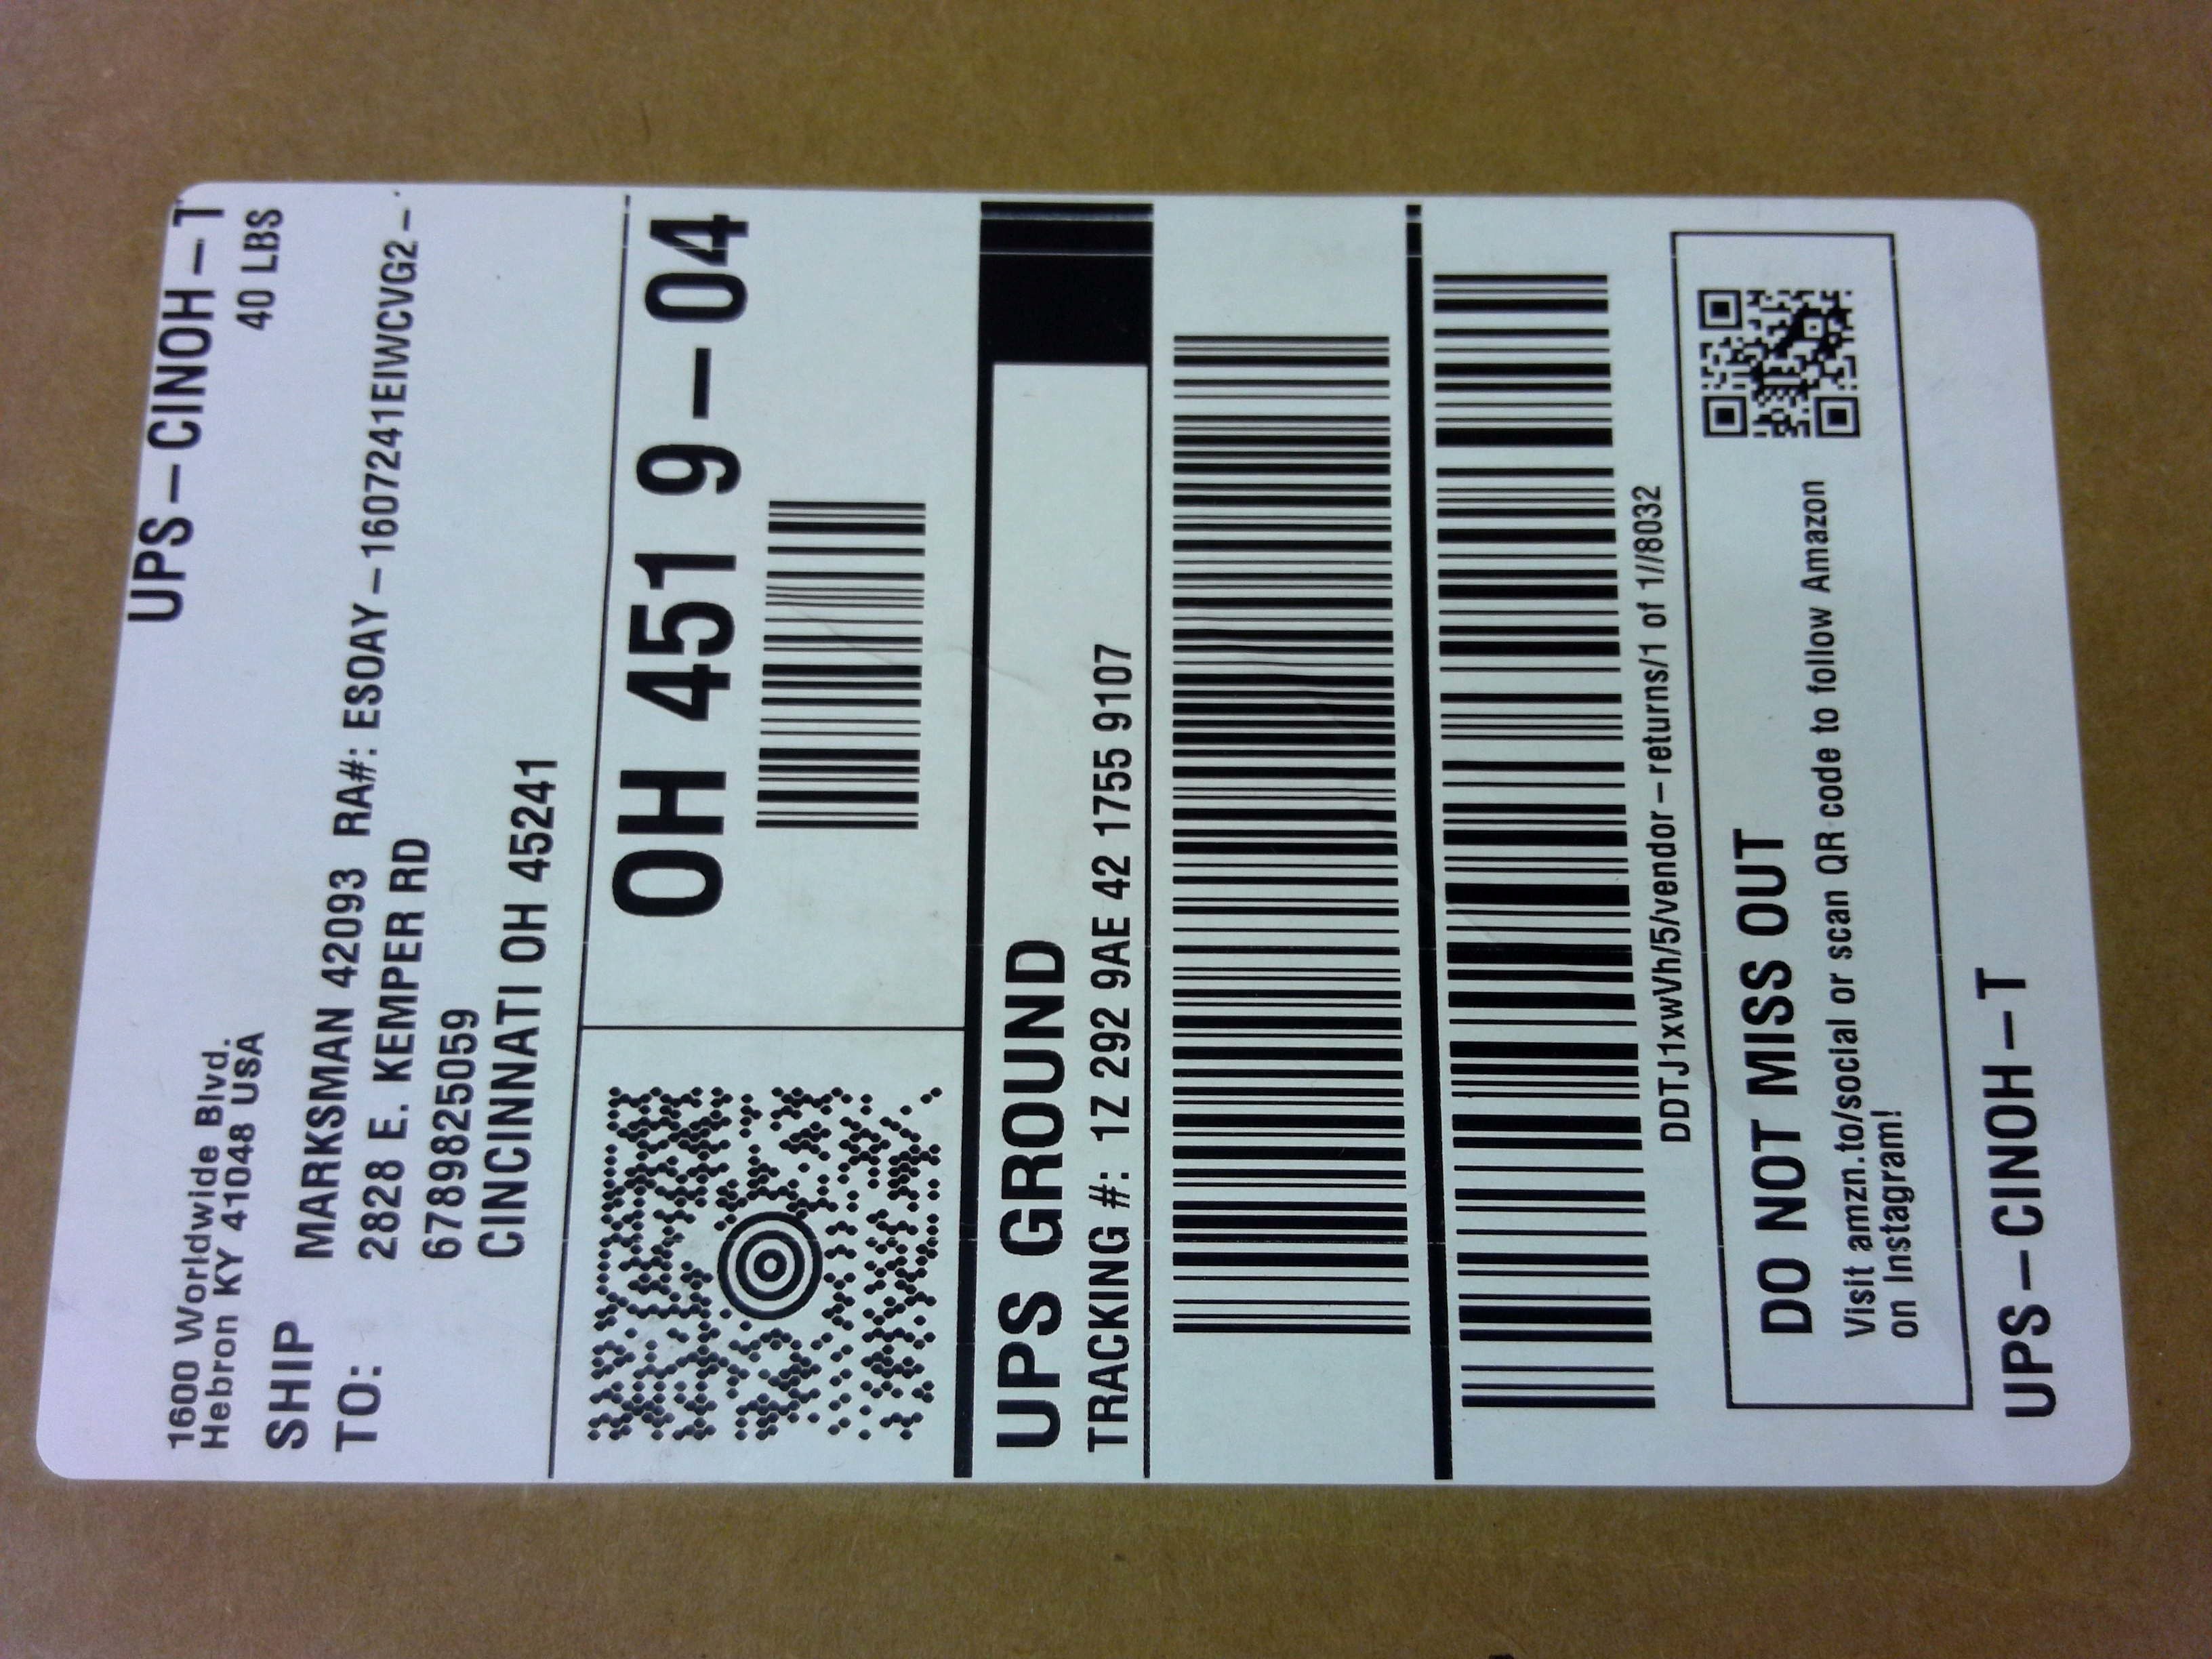 UPS-CINOH-T
1600 Worldwide Blvd.
Hebron KY 41048 USA
40 LBS
SHIP TO:
MARKSMAN 42093 RA#: ESOAY-1607241EIWCVG2-
2828 E. KEMPER RD
6789825059
CINCINNATI OH 45241
OH 451 9-04
UPS GROUND
TRACKING #: 1Z 292 9AE 42 1755 9107
DDTJ1xwVh/5/vendor-returns/1 of 1//8032
DO NOT MISS OUT
Visit amzn.to/social or scan QR code to follow Amazon
on Instagram!
UPS-CINOH-T